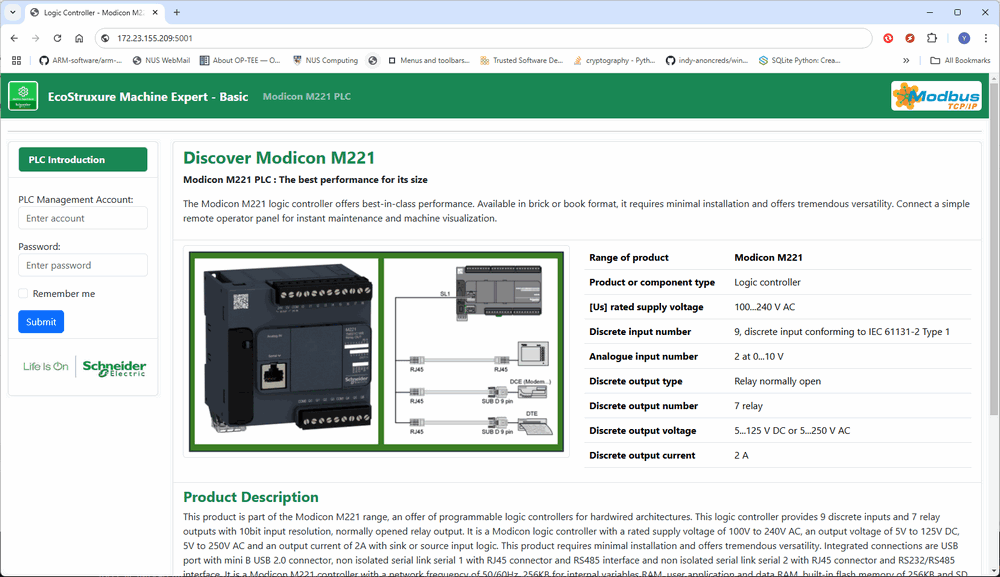 Logic Controller - Modicon M2
172.23.155.209:5001
Y
ARM-software/arm-...
NUS WebMail
About OP-TEE — O...
NUS Computing
Menus and toolbars...
Trusted Software De...
cryptography - Pyth...
indy-anoncreds/win...
SQLite Python: Crea...
All Bookmarks
EcoStruxure Machine Expert - Basic
Modicon M221 PLC
Modbus
TCP/IP
PLC Introduction
PLC Management Account:
Enter account
Password:
Enter password
Remember me
Submit
Life Is On
Schneider
Electric
Discover Modicon M221
Modicon M221 PLC : The best performance for its size
The Modicon M221 logic controller offers best-in-class performance. Available in brick or book format, it requires minimal installation and offers tremendous versatility. Connect a simple
remote operator panel for instant maintenance and machine visualization.
M221
Schneider
SL1
RJ45
RJ45
DCE (Modem...)
RJ45
SUB D 9 pin
DTE
RJ45
SUB D 9 pin
Range of product Modicon M221
Product or component type Logic controller
[Us] rated supply voltage 100...240 V AC
Discrete input number 9, discrete input conforming to IEC 61131-2 Type 1
Analogue input number 2 at 0...10 V
Discrete output type Relay normally open
Discrete output number 7 relay
Discrete output voltage 5...125 V DC or 5...250 V AC
Discrete output current 2 A
Product Description
This product is part of the Modicon M221 range, an offer of programmable logic controllers for hardwired architectures. This logic controller provides 9 discrete inputs and 7 relay
outputs with 10bit input resolution, normally opened relay output. It is a Modicon logic controller with a rated supply voltage of 100V to 240V AC, an output voltage of 5V to 125V DC,
5V to 250V AC and an output current of 2A with sink or source input logic. This product requires minimal installation and offers tremendous versatility. Integrated connections are USB
port with mini B USB 2.0 connector, non isolated serial link serial 1 with RJ45 connector and RS485 interface and non isolated serial link serial 2 with RJ45 connector and RS232/RS485
interface. It is a Modicon M221 controller with a network frequency of 50/60Hz, 256KB for internal variables RAM, user application and data RAM, built-in flash memory of 256KB and SD